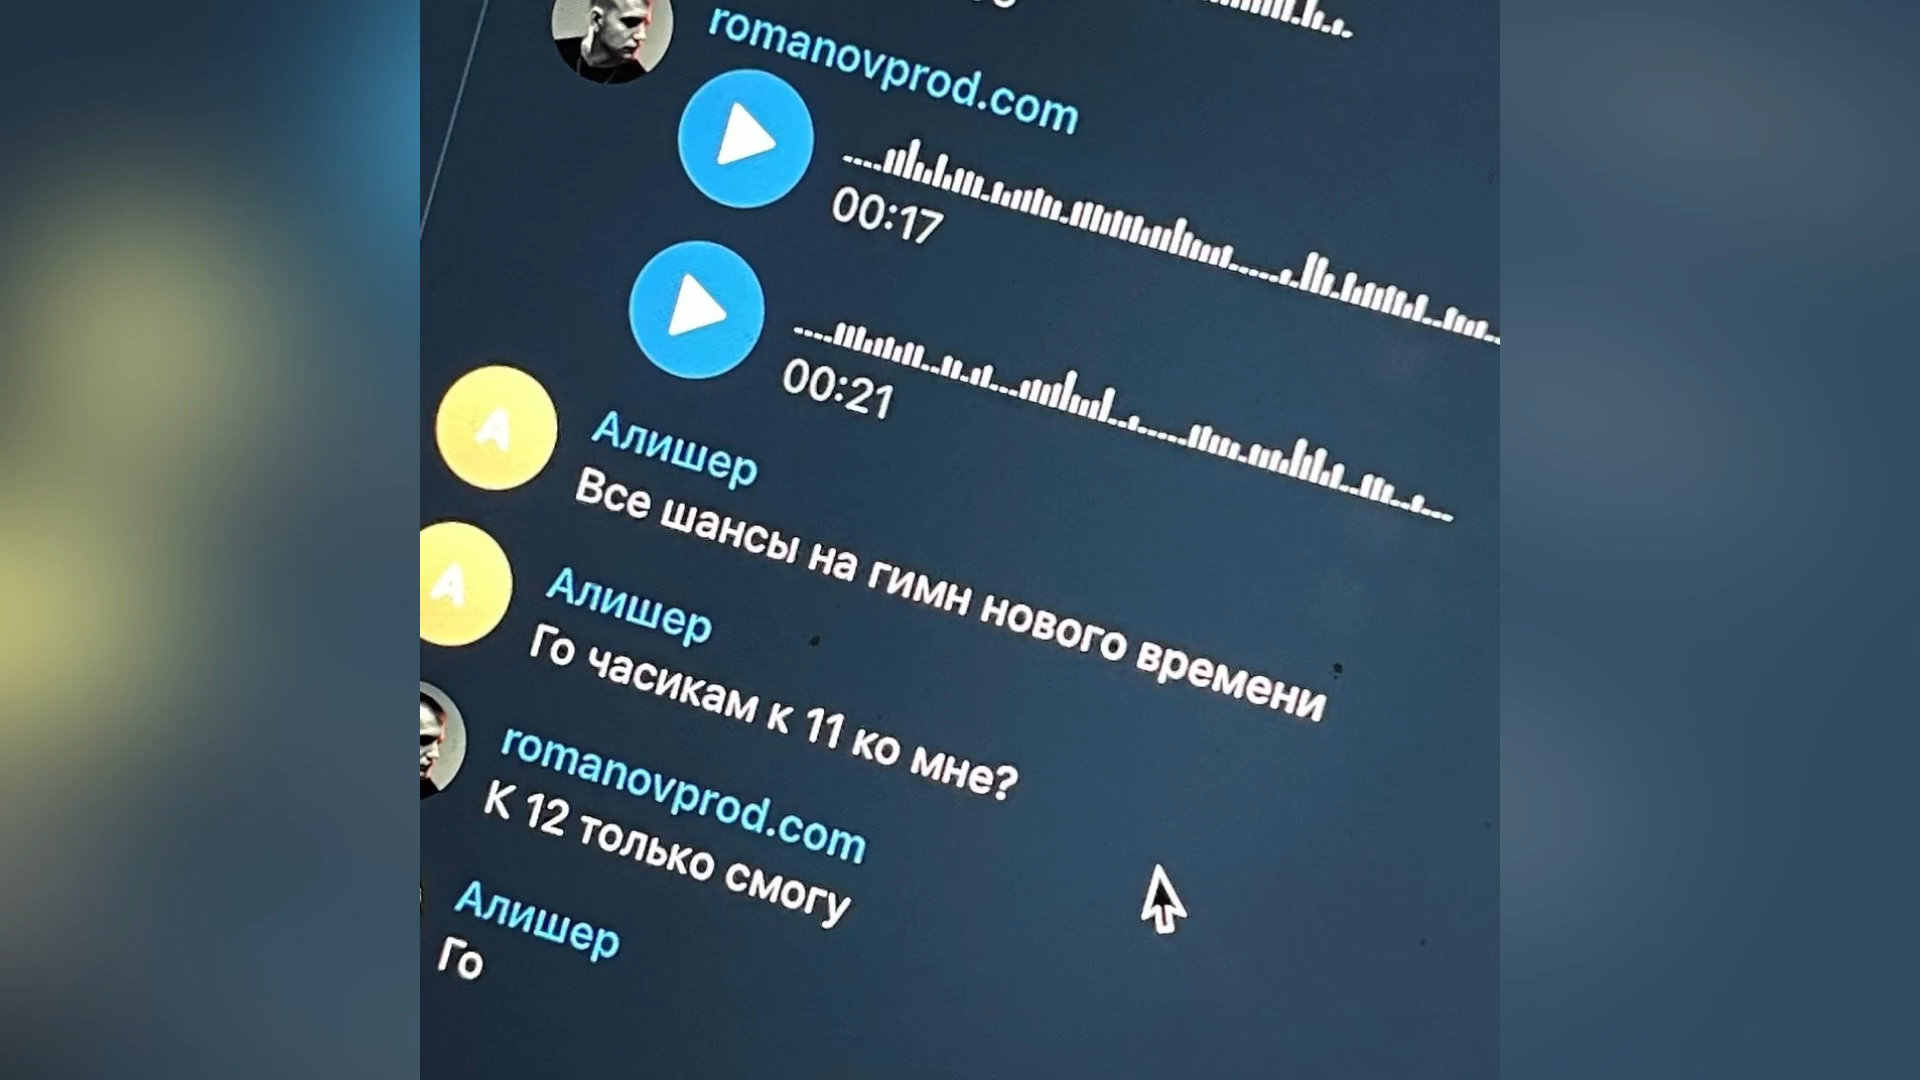 romanovprod.com
00:17
00:21
A
Алишер
Все шансы на гимн нового времени
A
Алишер
Го часикам к 11 ко мне?
romanovprod.com
К 12 только смогу
Алишер
Го